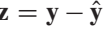 z = y − ŷ